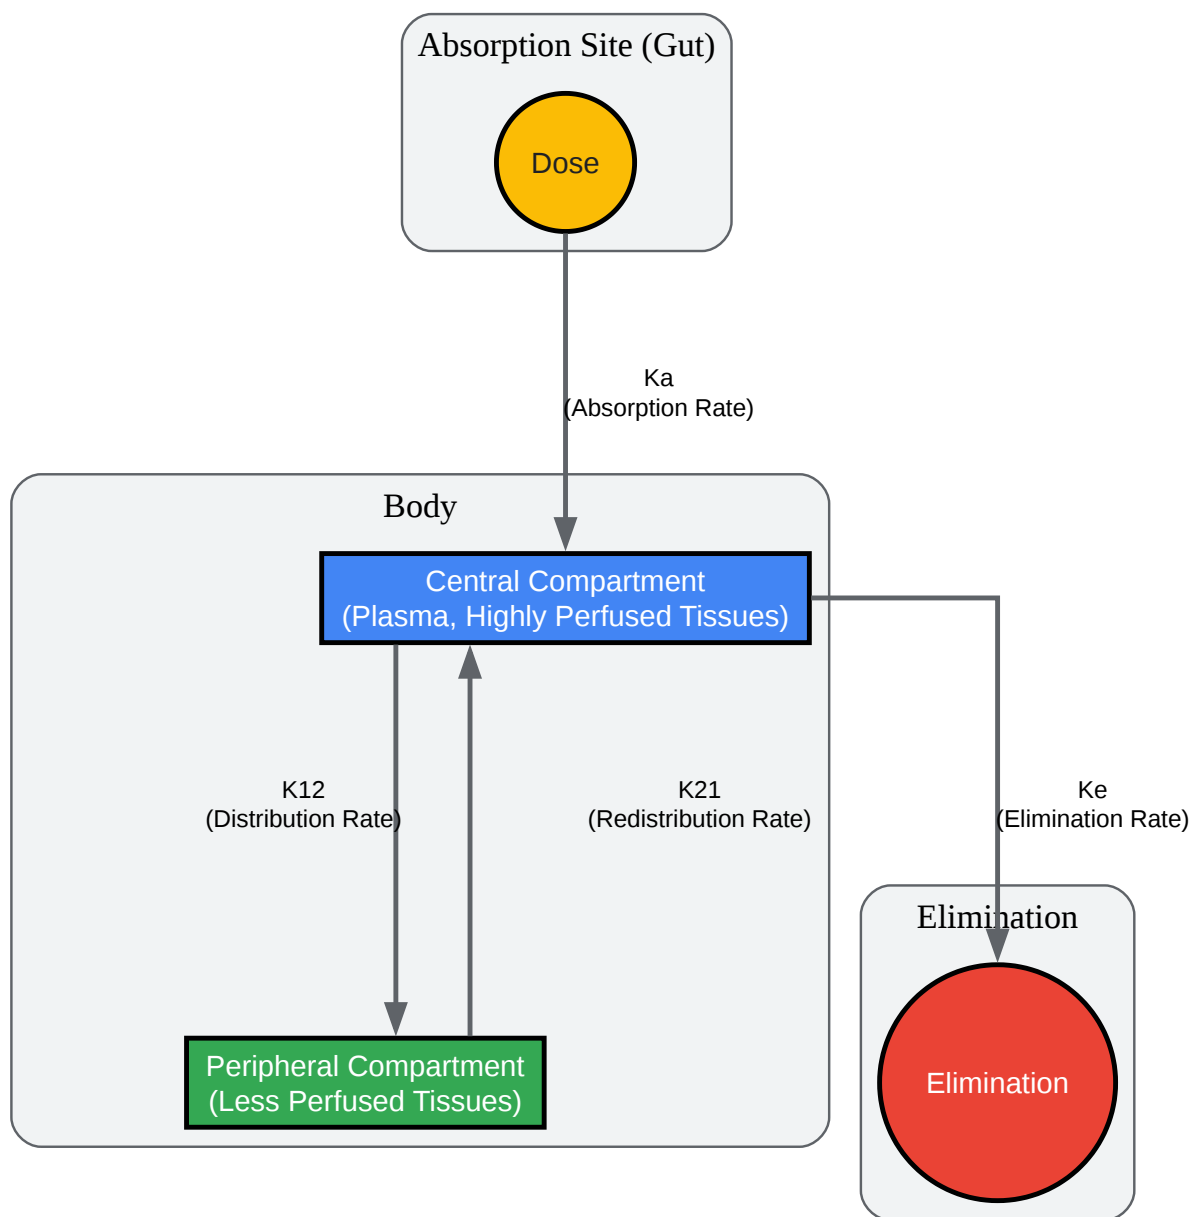 Absorption Site (Gut)
Dose
Ka
(Absorption Rate)
Body
Central Compartment
(Plasma, Highly Perfused Tissues)
K12
(Distribution Rate)
K21
(Redistribution Rate)
Ke
(Elimination Rate)
Elimination
Peripheral Compartment
(Less Perfused Tissues)
Elimination